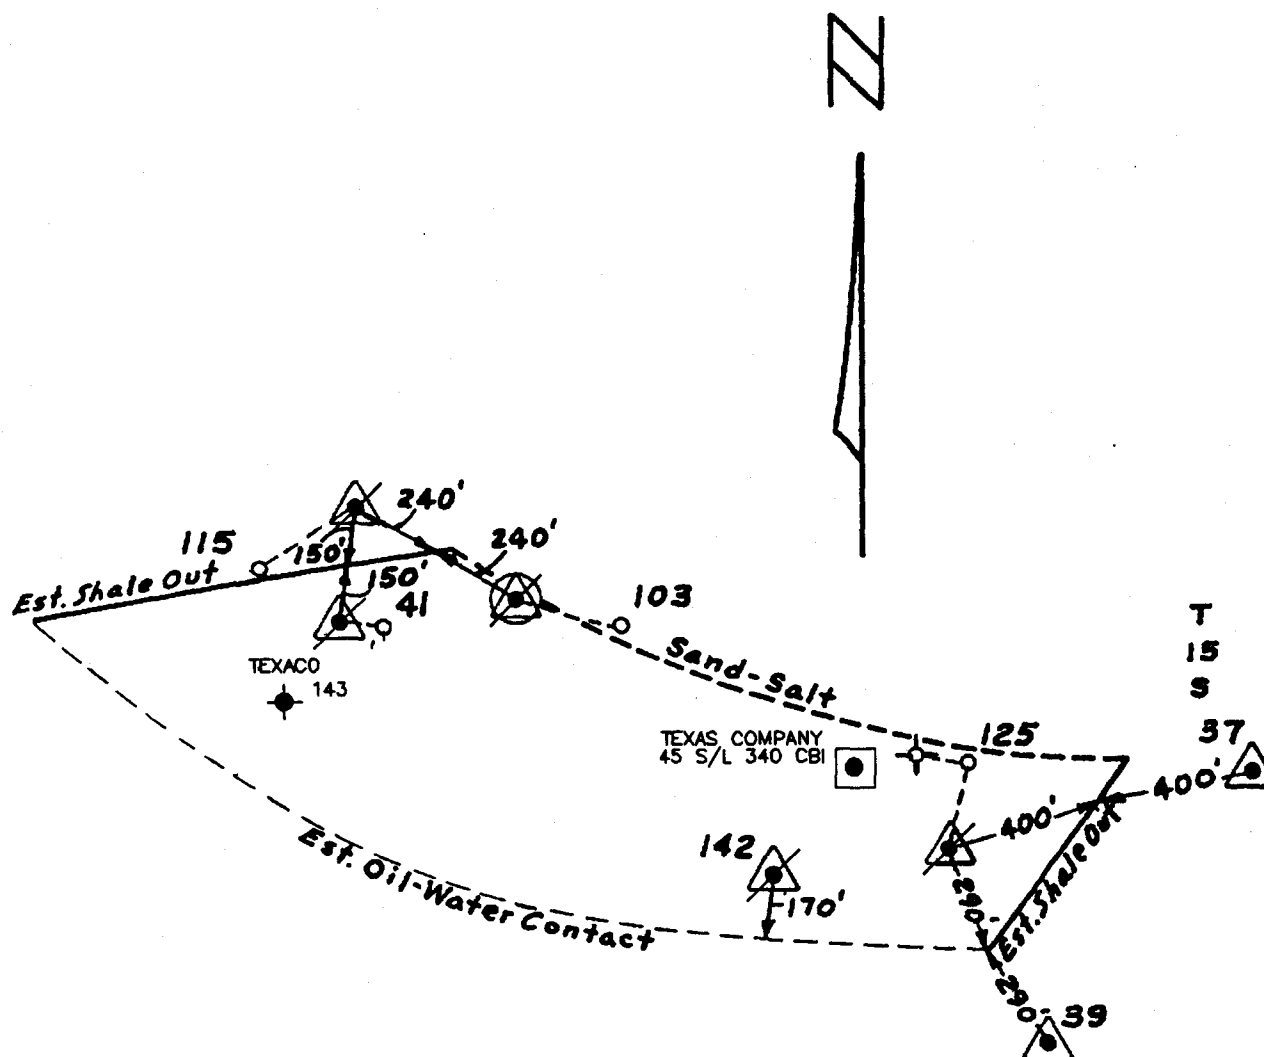 N
240'
115
150'
240'
Est. Shale Out
150'
41
103
T
15
S
TEXACO
143
Sand-Salt
37
125
TEXAS COMPANY
45 S/L 340 CBI
400'
400'
Est. Shale Out
142
170'
290'
Est. Oil-Water Contact
290'
39